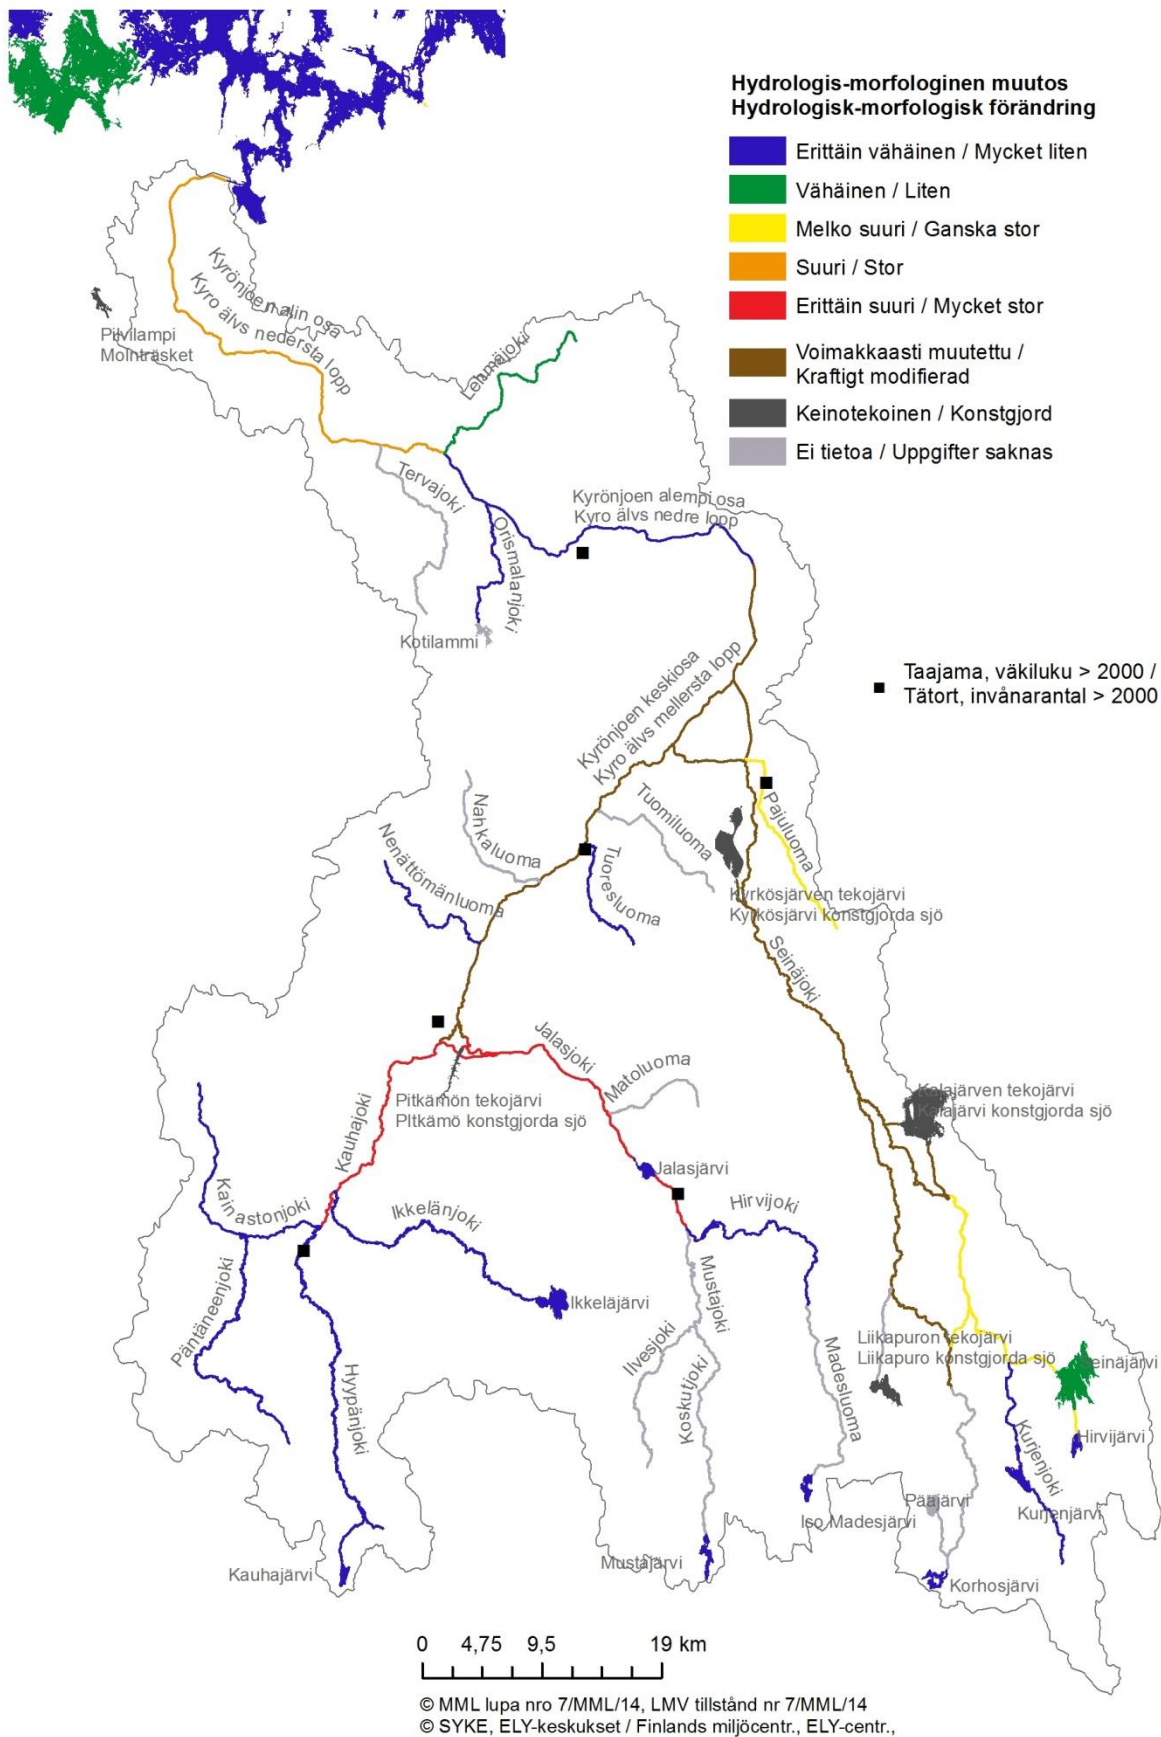 Hydrologis-morfologinen muutos
Hydrologisk-morfologisk förändring
Erittäin vähäinen / Mycket liten
Vähäinen / Liten
Melko suuri / Ganska stor
Suuri / Stor
Erittäin suuri / Mycket stor
Voimakkaasti muutettu /
Kraftigt modifierad
Keinotekoinen / Konstgjord
Ei tietoa / Uppgifter saknas
Taajama, väkiluku > 2000 /
Tätort, invånarantal > 2000
Kyrönjoen alin osa
Kyro älvs nedersta lopp
Pilvilampi
Molnträsket
Lehmäjoki
Tervajoki
Orismalanjoki
Kyrönjoen alempi osa
Kyro älvs nedre lopp
Kotilammi
Kyrönjoen keskiosa
Kyro älvs mellersta lopp
Nahkaluoma
Tuomiluoma
Pajuluoma
Nenättömänluoma
Tuoresluoma
Kyrkösjärven tekojärvi
Kyrkösjärvi konstgjorda sjö
Seinäjoki
Jalasjoki
Matoluoma
Pitkämön tekojärvi
PItkämö konstgjorda sjö
Kalajärven tekojärvi
Kalajärvi konstgjorda sjö
Kauhajoki
Jalasjärvi
Kainastonjoki
Ikkelänjoki
Hirvijoki
Päntäneenjoki
Ikkeläjärvi
Mustajoki
Ilvesjoki
Liikapuron tekojärvi
Liikapuro konstgjorda sjö
Seinäjärvi
Hyypänjoki
Koskutjoki
Madesluoma
Kurjenjoki
Hirvijärvi
Pääjärvi
Iso Madesjärvi
Kurjenjärvi
Kauhajärvi
Mustajärvi
Korhosjärvi
0 4,75 9,5 19 km
© MML lupa nro 7/MML/14, LMV tillstånd nr 7/MML/14
© SYKE, ELY-keskukset / Finlands miljöcentr., ELY-centr.,